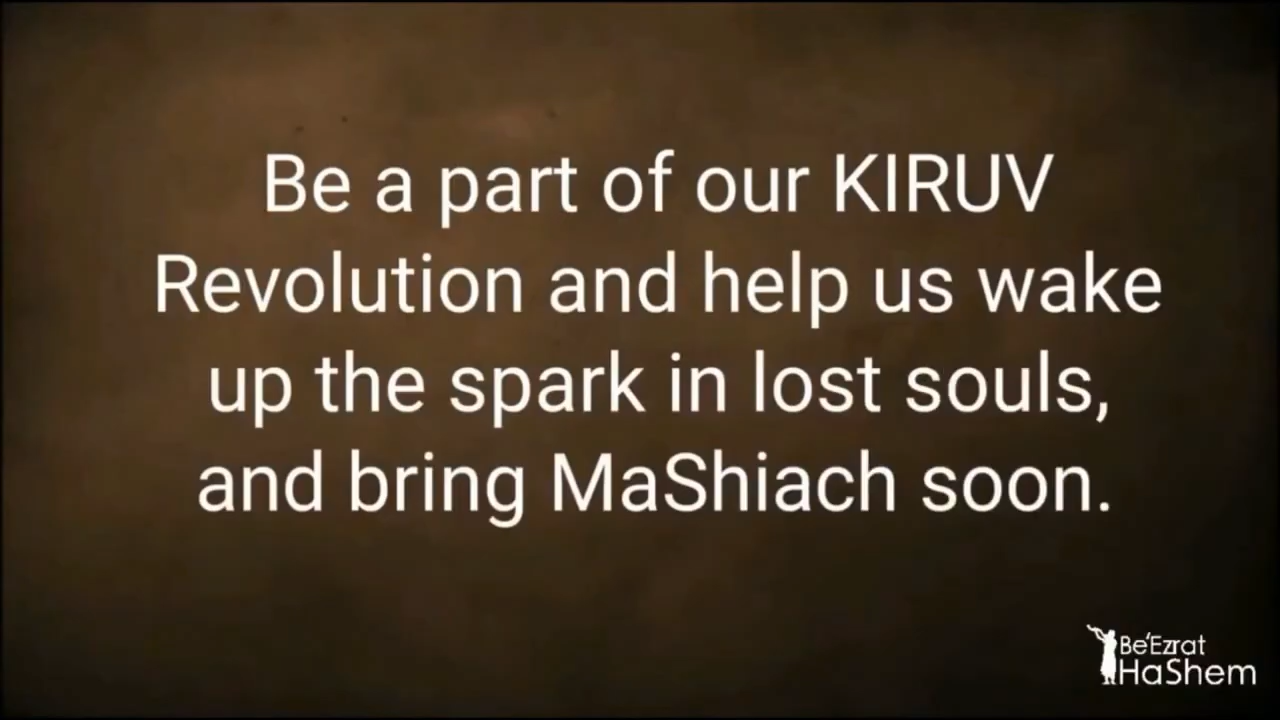 Be a part of our KIRUV
Revolution and help us wake
up the spark in lost souls,
and bring MaShiach soon.
Be'Ezrat
HaShem